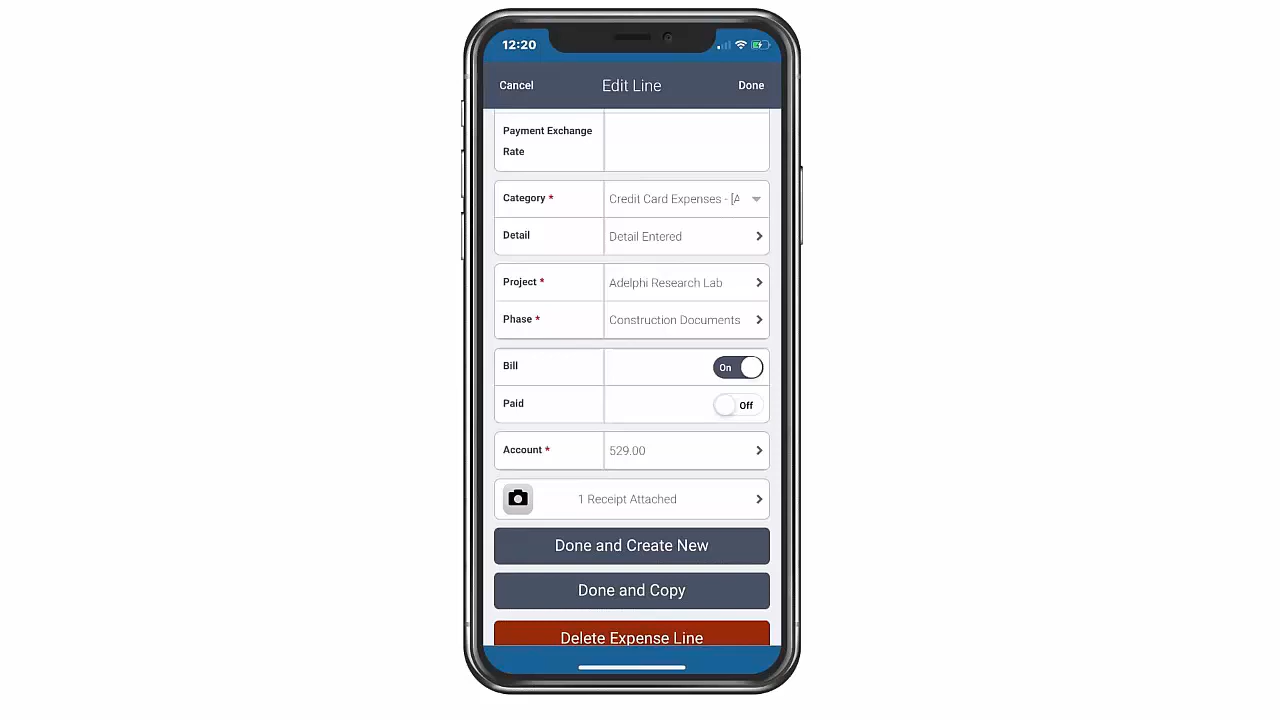 12:20
Cancel Edit Line Done
Payment Exchange
Rate
Category * Credit Card Expenses - [A
Detail Detail Entered
Project * Adelphi Research Lab
Phase * Construction Documents
Bill On
Paid Off
Account * 529.00
1 Receipt Attached
Done and Create New
Done and Copy
Delete Expense Line